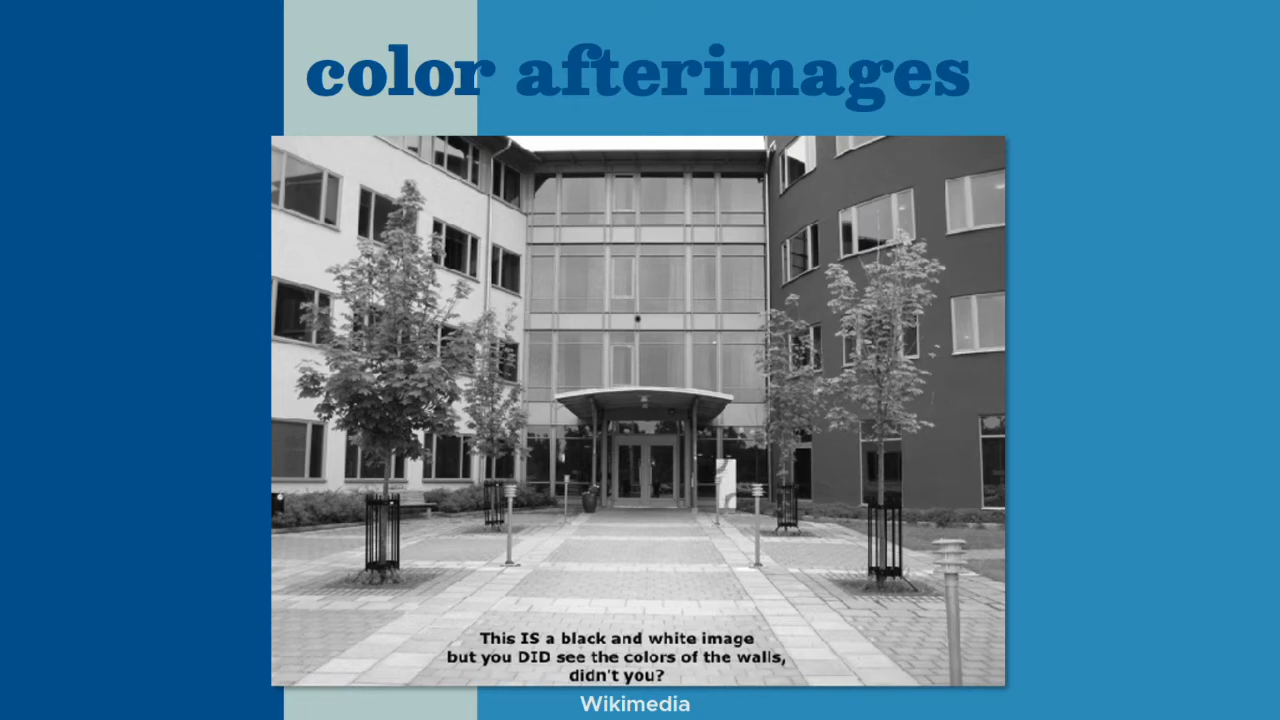 color afterimages
This IS a black and white image
but you DID see the colors of the walls,
didn't you?
Wikimedia